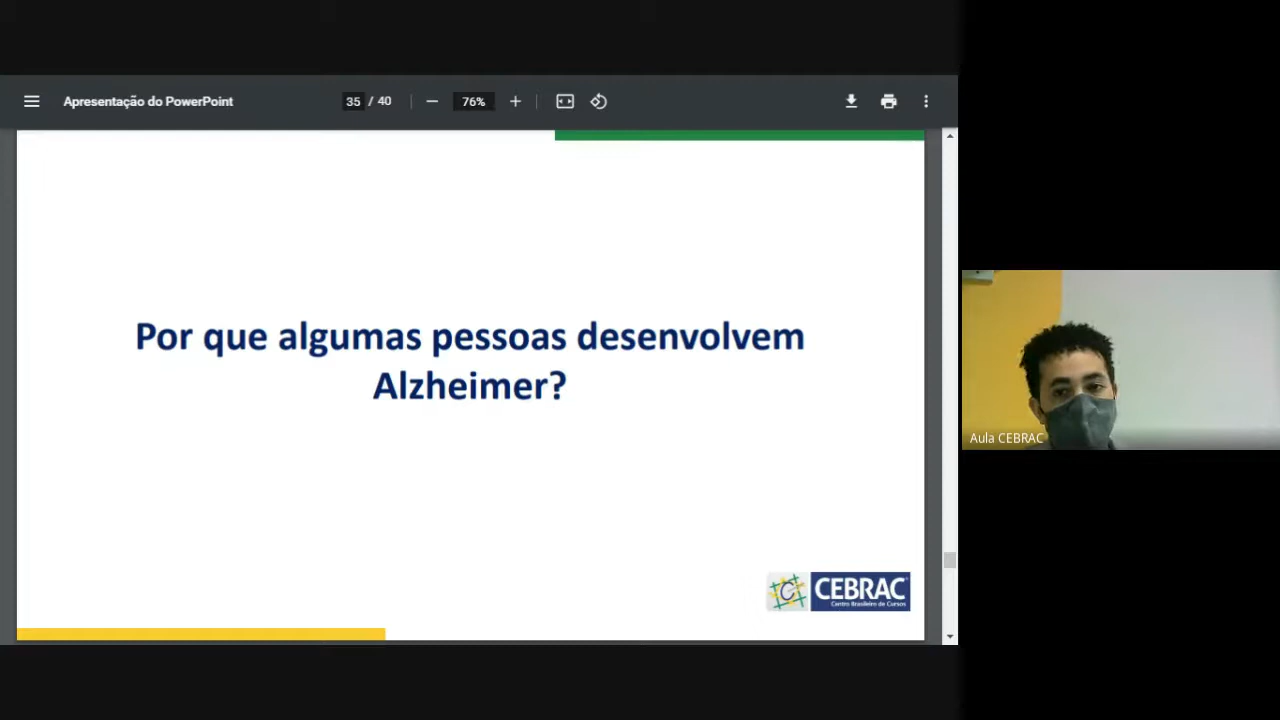 Apresentação do PowerPoint
35 / 40
76%
Por que algumas pessoas desenvolvem
Alzheimer?
C
CEBRAC
Centro Brasileiro de Cursos
Aula CEBRAC